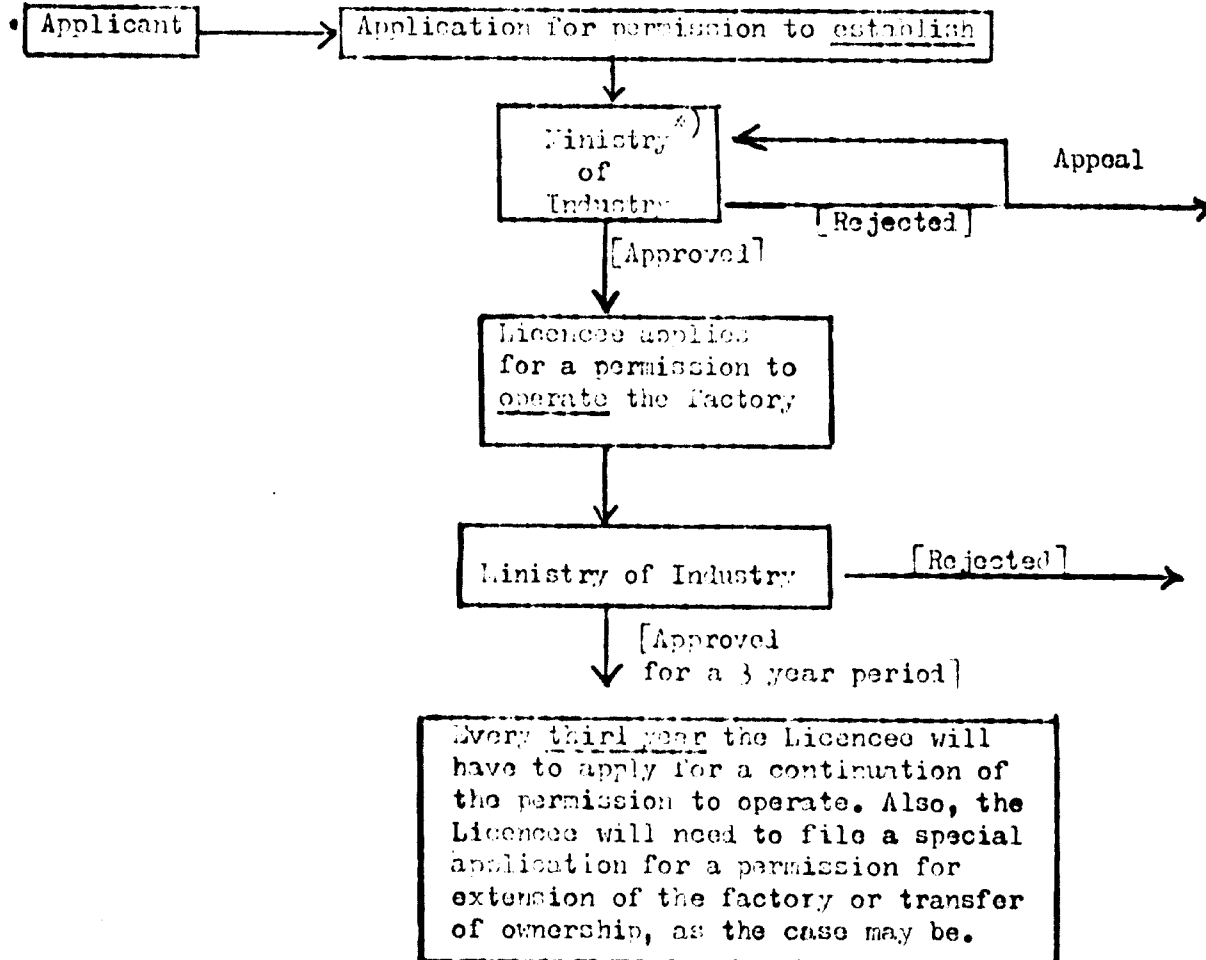 Applicant
Application for permission to establish
Ministry *)
of
Industry
Appeal
[Rejected]
[Approved]
Licencee applies
for a permission to
operate the factory
Ministry of Industry
[Rejected]
[Approved
for a 3 year period]
Every third year the Licencee will
have to apply for a continuation of
the permission to operate. Also, the
Licencee will need to file a special
application for a permission for
extension of the factory or transfer
of ownership, as the case may be.